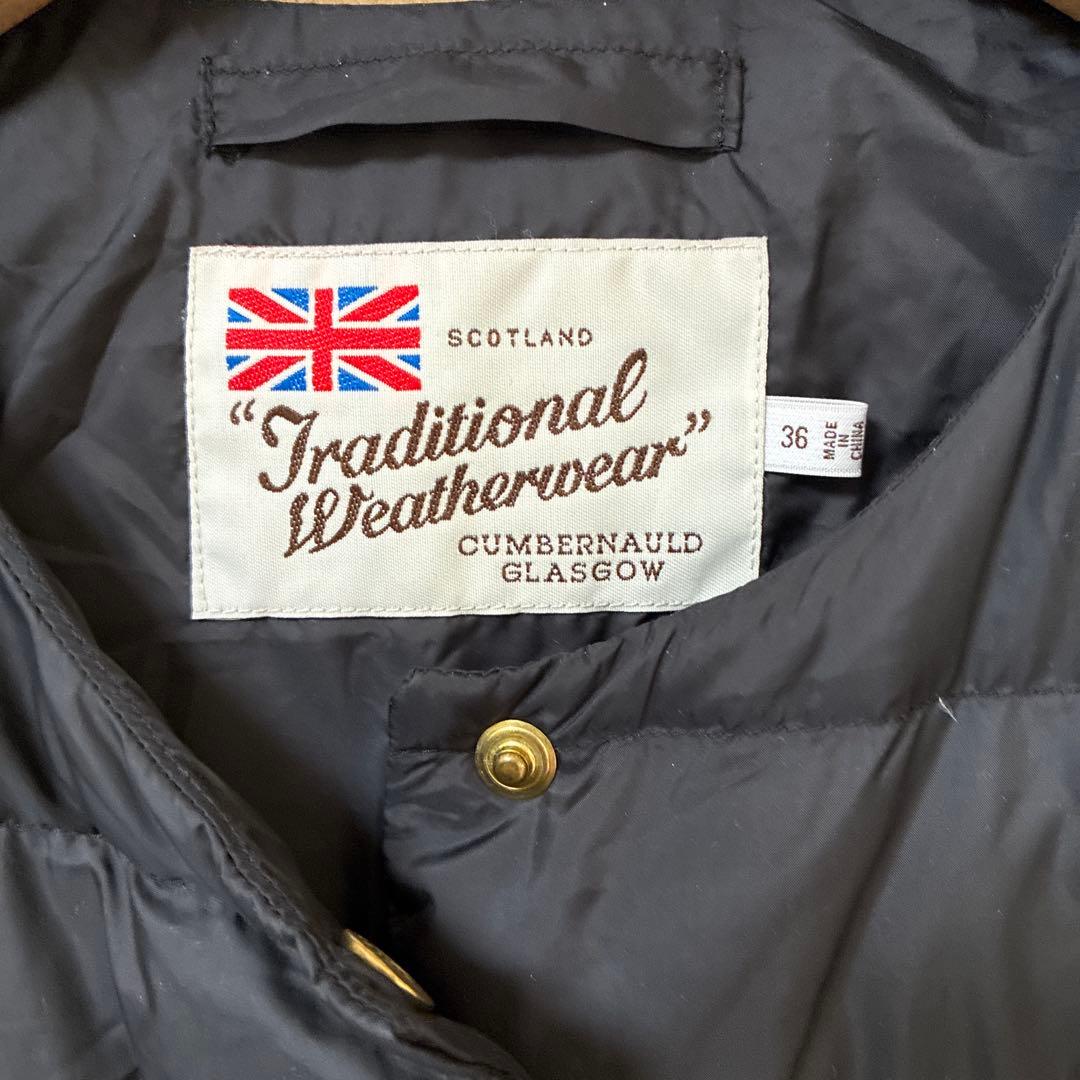 SCOTLAND
"Traditional
Weatherwear"
CUMBERNAULD
GLASGOW
36
MADE
IN
CHINA